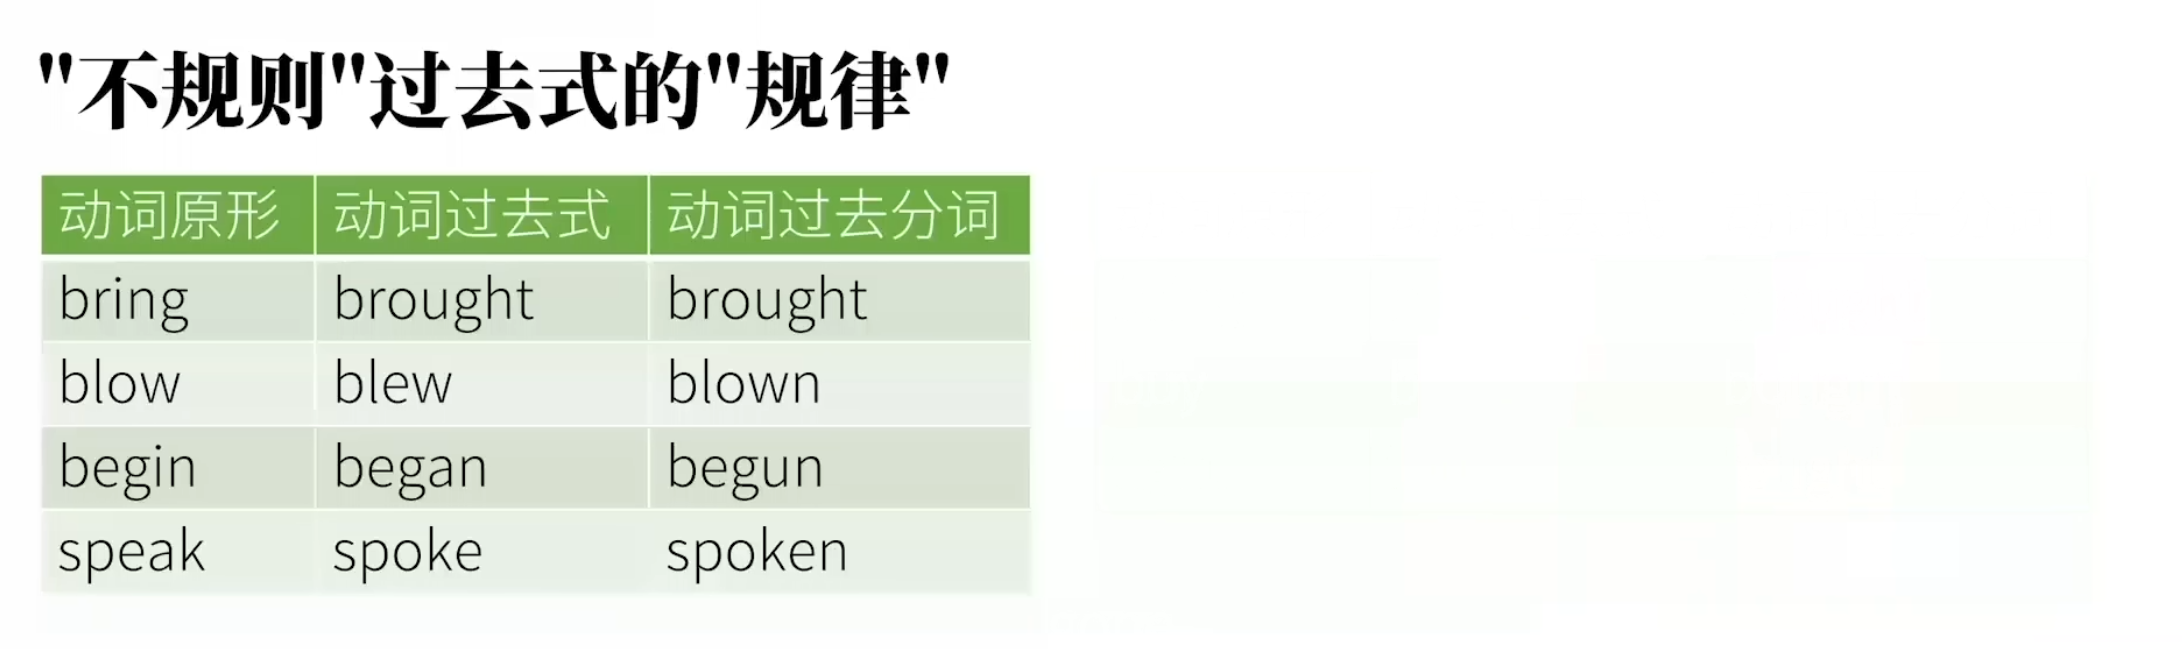 "不规则"过去式的"规律"
动词原形 动词过去式 动词过去分词
bring brought brought
blow blew blown
begin began begun
speak spoke spoken